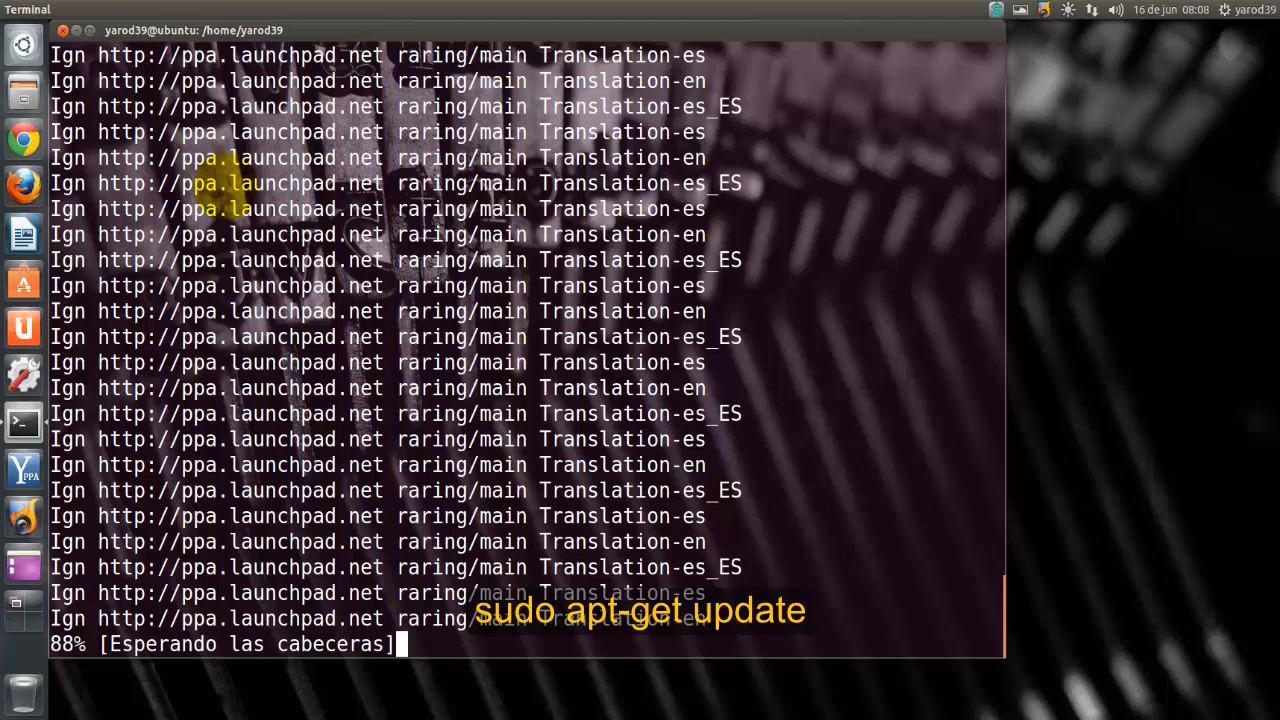 Terminal
16 de jun 08:08
yarod39
yarod39@ubuntu: /home/yarod39
Ign http://ppa.launchpad.net raring/main Translation-es
Ign http://ppa.launchpad.net raring/main Translation-en
Ign http://ppa.launchpad.net raring/main Translation-es_ES
Ign http://ppa.launchpad.net raring/main Translation-es
Ign http://ppa.launchpad.net raring/main Translation-en
Ign http://ppa.launchpad.net raring/main Translation-es_ES
Ign http://ppa.launchpad.net raring/main Translation-es
Ign http://ppa.launchpad.net raring/main Translation-en
Ign http://ppa.launchpad.net raring/main Translation-es_ES
Ign http://ppa.launchpad.net raring/main Translation-es
Ign http://ppa.launchpad.net raring/main Translation-en
Ign http://ppa.launchpad.net raring/main Translation-es_ES
Ign http://ppa.launchpad.net raring/main Translation-es
Ign http://ppa.launchpad.net raring/main Translation-en
Ign http://ppa.launchpad.net raring/main Translation-es_ES
Ign http://ppa.launchpad.net raring/main Translation-es
Ign http://ppa.launchpad.net raring/main Translation-en
Ign http://ppa.launchpad.net raring/main Translation-es_ES
Ign http://ppa.launchpad.net raring/main Translation-es
Ign http://ppa.launchpad.net raring/main Translation-en
Ign http://ppa.launchpad.net raring/main Translation-es_ES
Ign http://ppa.launchpad.net raring/main Translation-es
Ign http://ppa.launchpad.net raring/main Translation-en
sudo apt-get update
88% [Esperando las cabeceras]
Y PPA